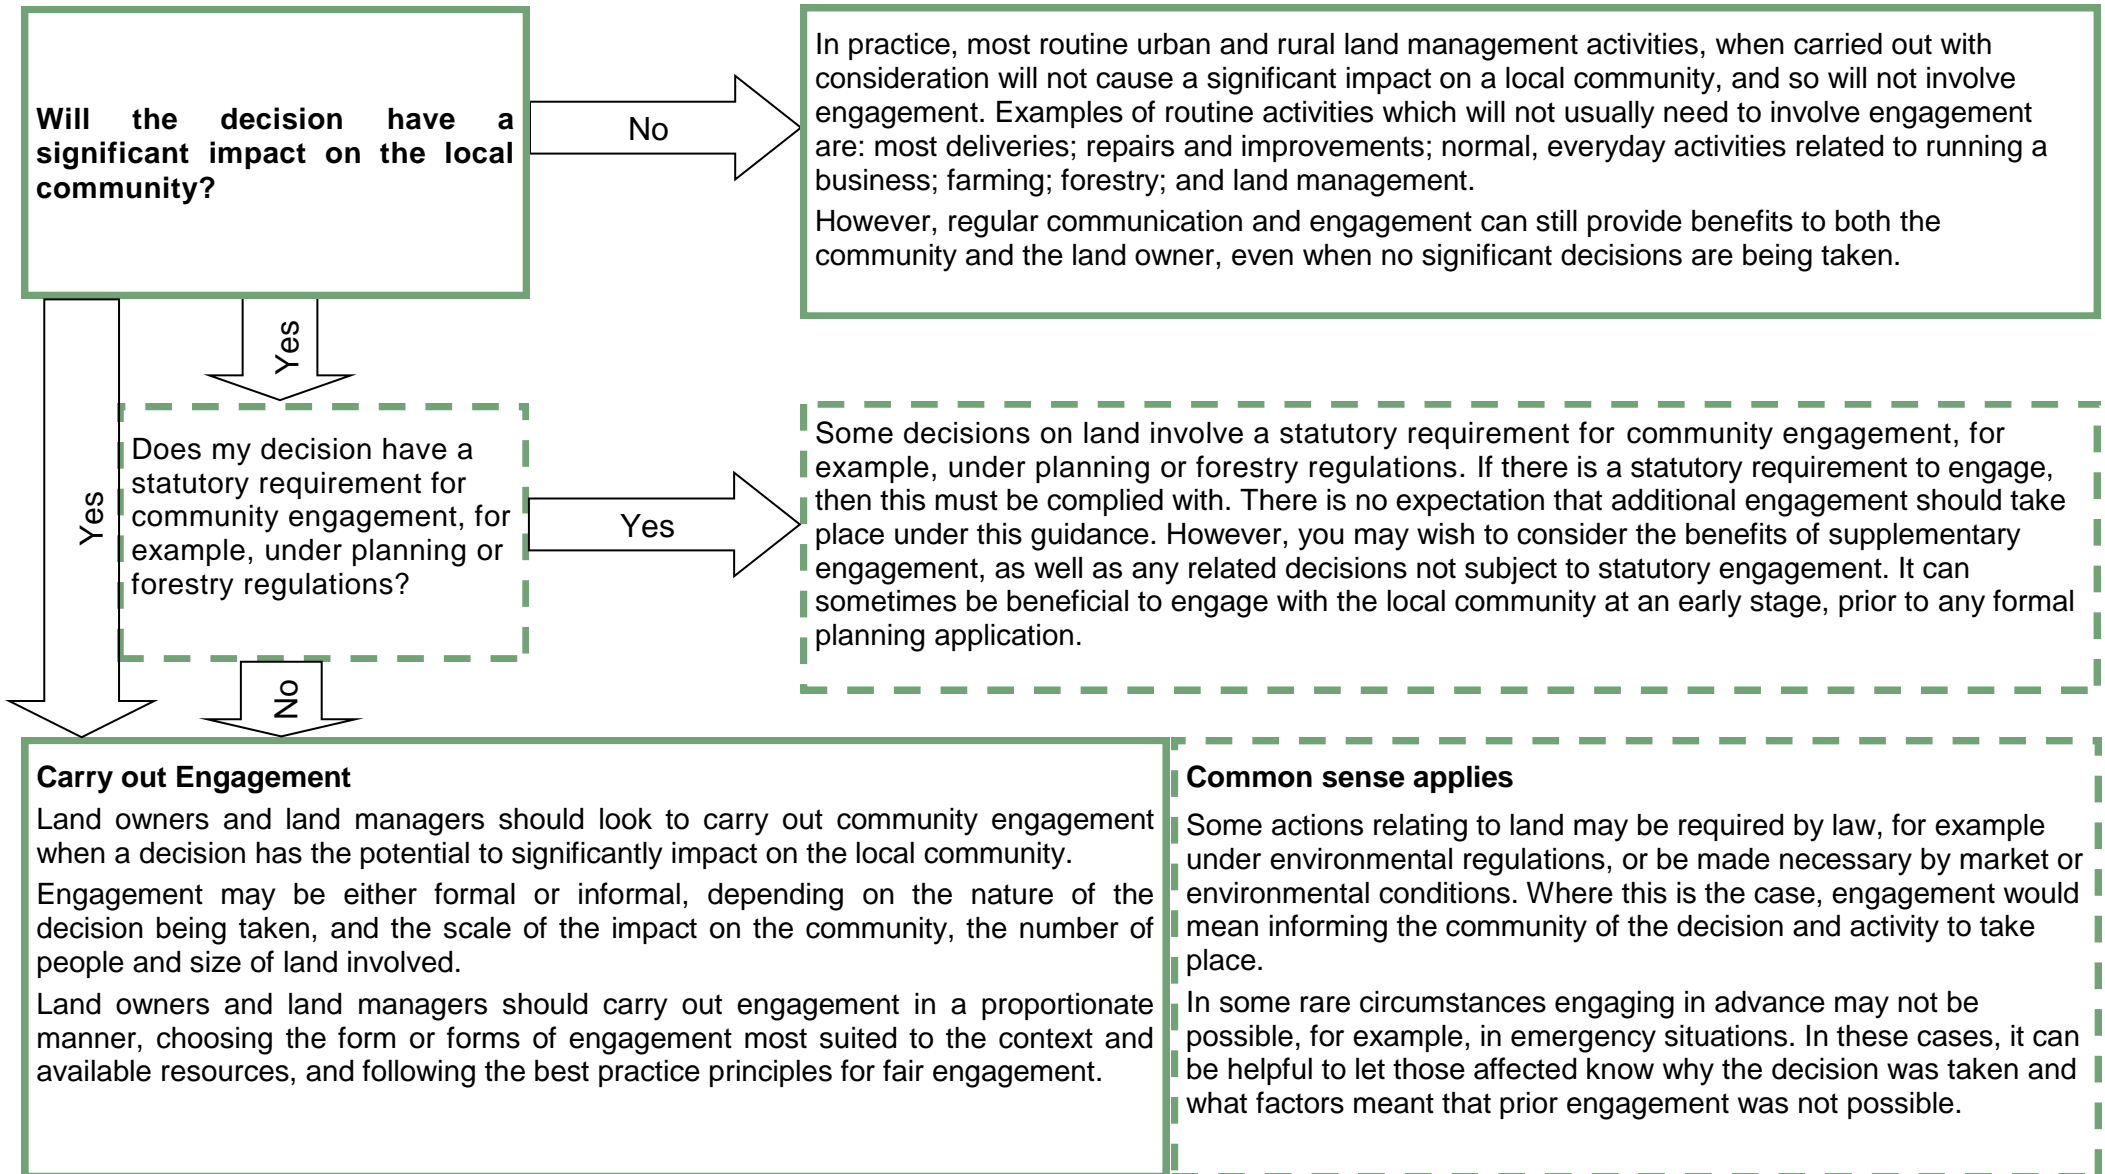 Will the decision have a
significant impact on the local
community?
No
In practice, most routine urban and rural land management activities, when carried out with
consideration will not cause a significant impact on a local community, and so will not involve
engagement. Examples of routine activities which will not usually need to involve engagement
are: most deliveries; repairs and improvements; normal, everyday activities related to running a
business; farming; forestry; and land management.
However, regular communication and engagement can still provide benefits to both the
community and the land owner, even when no significant decisions are being taken.
Yes
Yes
Does my decision have a
statutory requirement for
community engagement, for
example, under planning or
forestry regulations?
Yes
Some decisions on land involve a statutory requirement for community engagement, for
example, under planning or forestry regulations. If there is a statutory requirement to engage,
then this must be complied with. There is no expectation that additional engagement should take
place under this guidance. However, you may wish to consider the benefits of supplementary
engagement, as well as any related decisions not subject to statutory engagement. It can
sometimes be beneficial to engage with the local community at an early stage, prior to any formal
planning application.
No
Carry out Engagement
Land owners and land managers should look to carry out community engagement
when a decision has the potential to significantly impact on the local community.
Engagement may be either formal or informal, depending on the nature of the
decision being taken, and the scale of the impact on the community, the number of
people and size of land involved.
Land owners and land managers should carry out engagement in a proportionate
manner, choosing the form or forms of engagement most suited to the context and
available resources, and following the best practice principles for fair engagement.
Common sense applies
Some actions relating to land may be required by law, for example
under environmental regulations, or be made necessary by market or
environmental conditions. Where this is the case, engagement would
mean informing the community of the decision and activity to take
place.
In some rare circumstances engaging in advance may not be
possible, for example, in emergency situations. In these cases, it can
be helpful to let those affected know why the decision was taken and
what factors meant that prior engagement was not possible.